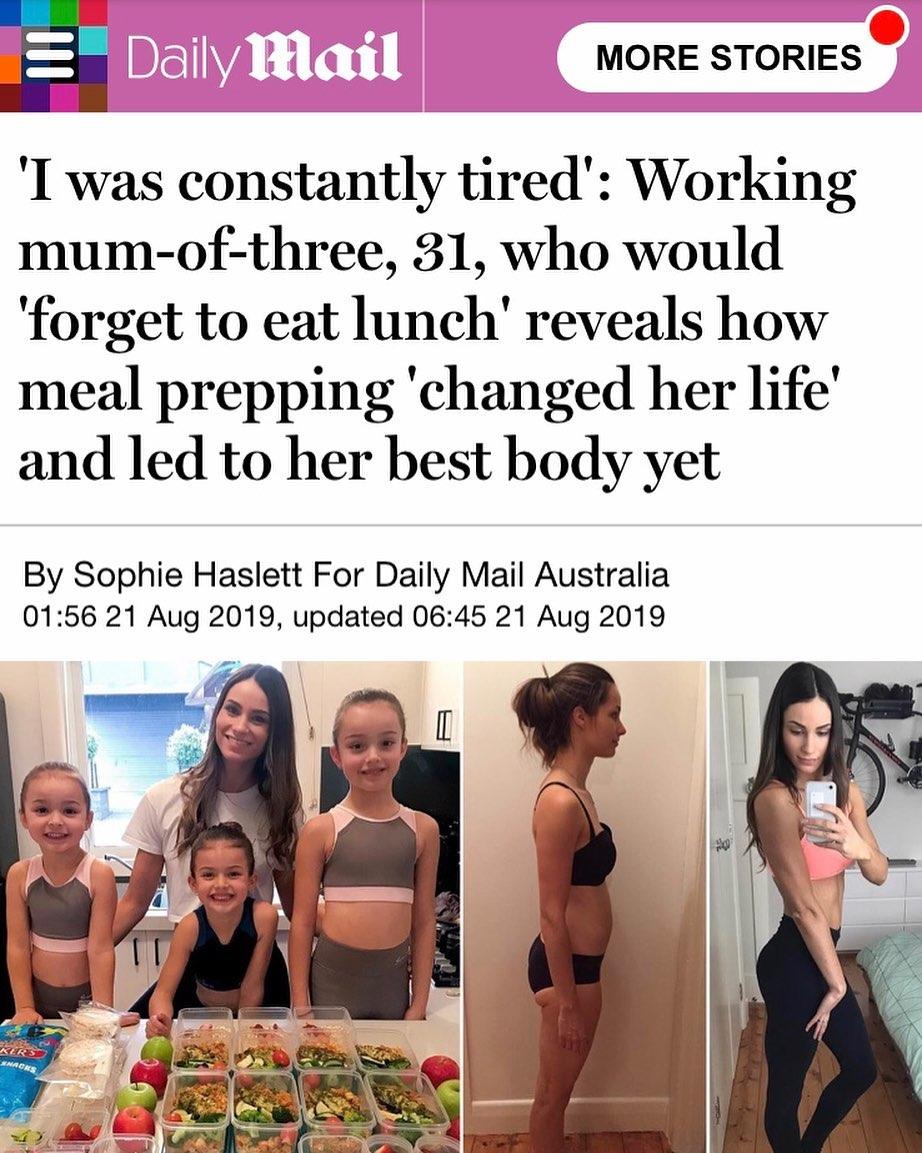 Daily Mail
MORE STORIES
'I was constantly tired': Working
mum-of-three, 31, who would
'forget to eat lunch' reveals how
meal prepping 'changed her life'
and led to her best body yet
By Sophie Haslett For Daily Mail Australia
01:56 21 Aug 2019, updated 06:45 21 Aug 2019
SNACKS